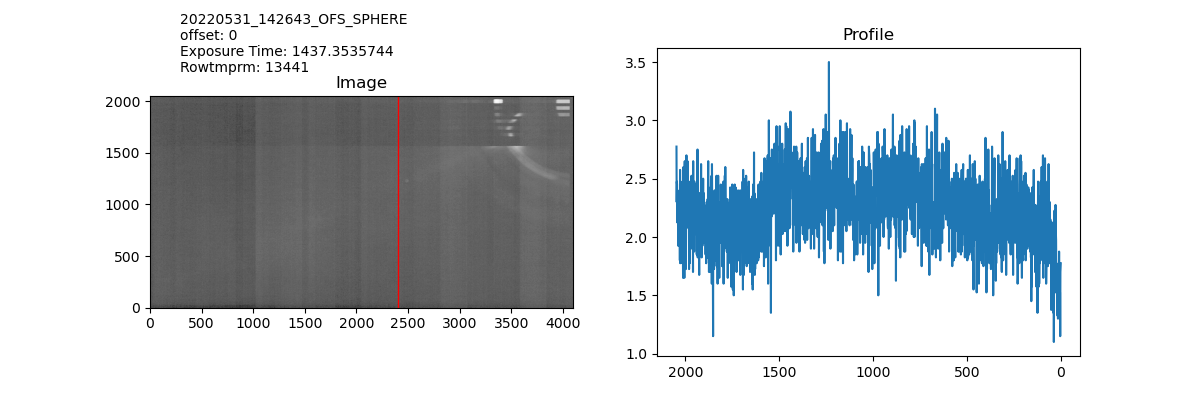 20220531_142643_OFS_SPHERE
offset: 0
Exposure Time: 1437.3535744
Rowtmprm: 13441
Image
2000
1500
1000
500
0
0 500 1000 1500 2000 2500 3000 3500 4000
Profile
3.5
3.0
2.5
2.0
1.5
1.0
2000 1500 1000 500 0